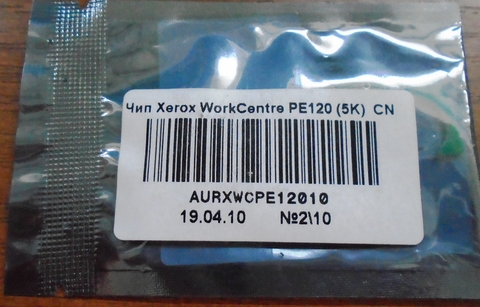 Чип Xerox WorkCentre PE120 (5K) CN
AURXWCPE12010
19.04.10 №2\10